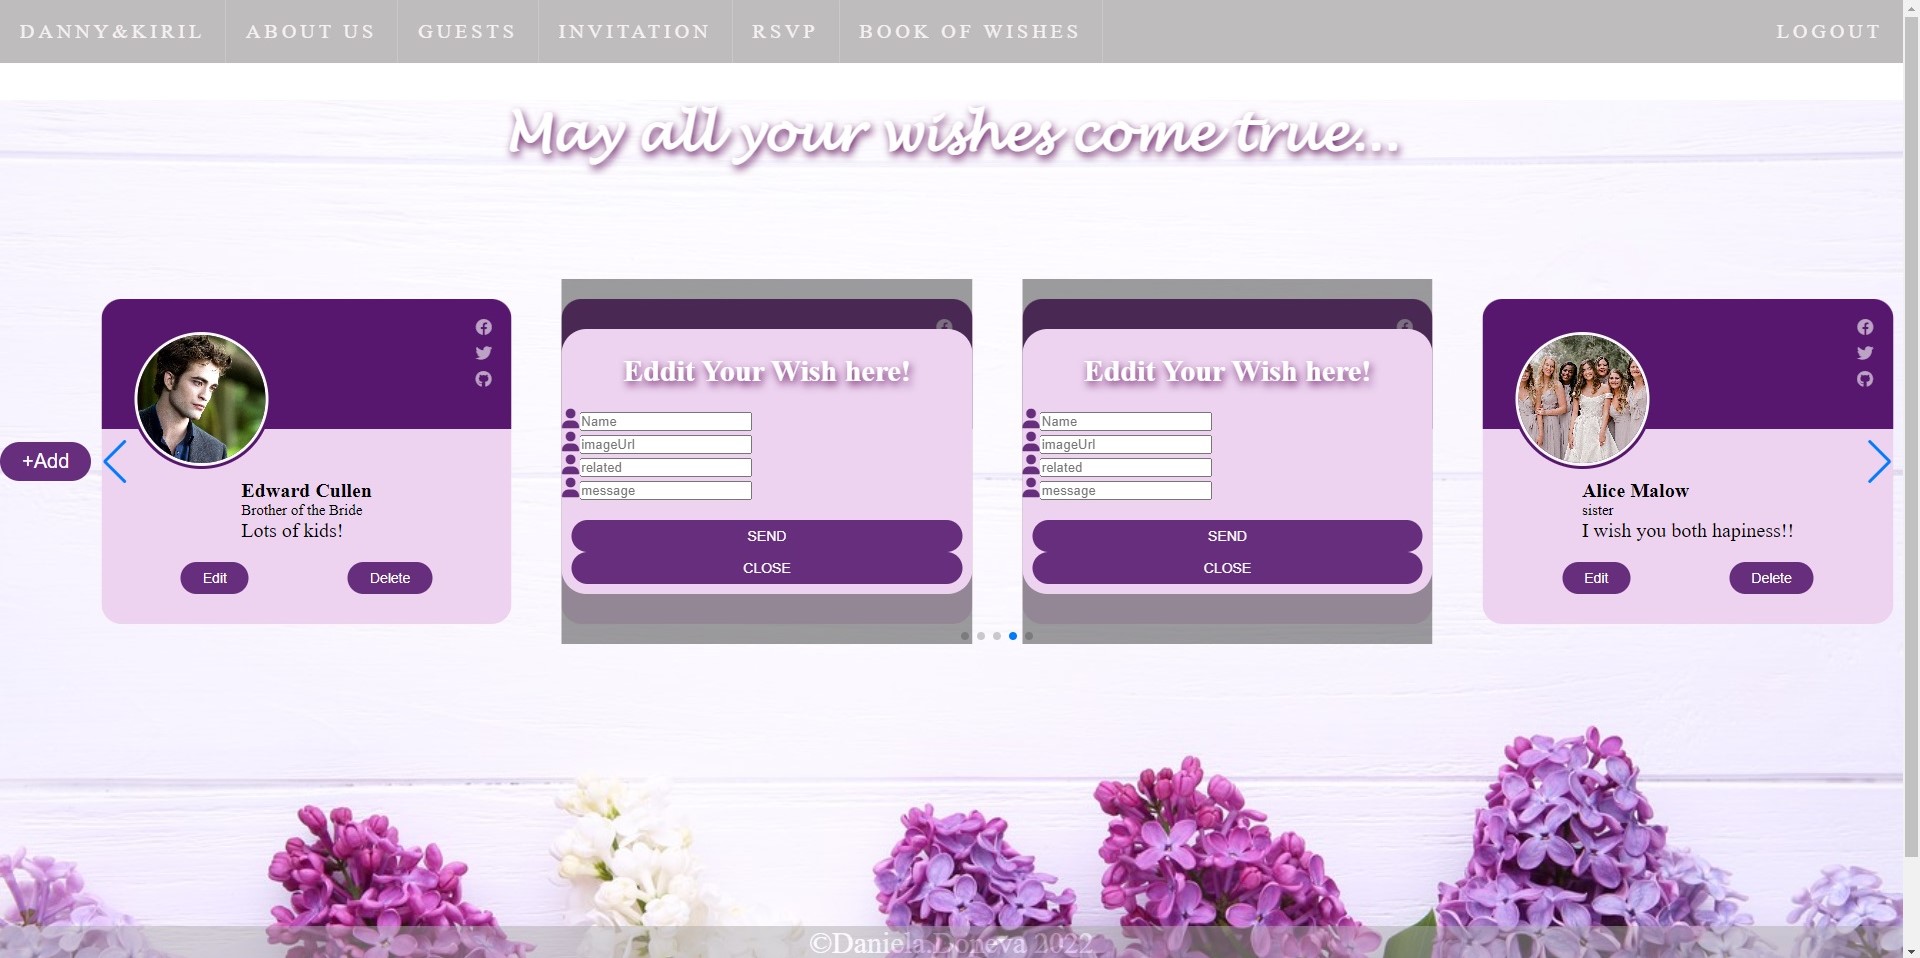 DANNY&KIRIL ABOUT US GUESTS INVITATION RSVP BOOK OF WISHES LOGOUT
May all your wishes come true...
+Add
Edward Cullen
Brother of the Bride
Lots of kids!
Edit Delete
Eddit Your Wish here!
Name
imageUrl
related
message
SEND
CLOSE
Eddit Your Wish here!
Name
imageUrl
related
message
SEND
CLOSE
Alice Malow
sister
I wish you both hapiness!!
Edit Delete
©Daniela.Boneva 2022